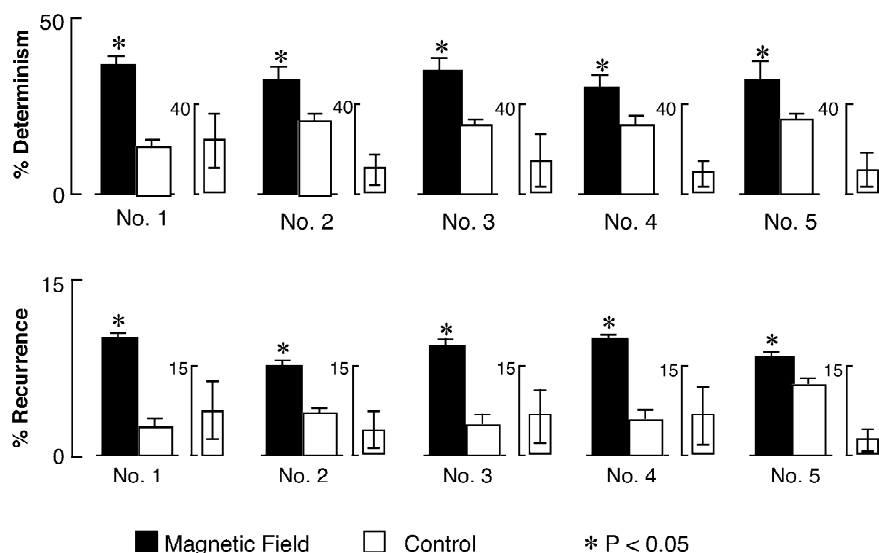 50
% Determinism
0
* * * * *
40 40 40 40 40
No. 1 No. 2 No. 3 No. 4 No. 5
15
% Recurrence
0
* * * * *
15 15 15 15 15
No. 1 No. 2 No. 3 No. 4 No. 5
Magnetic Field Control * P < 0.05